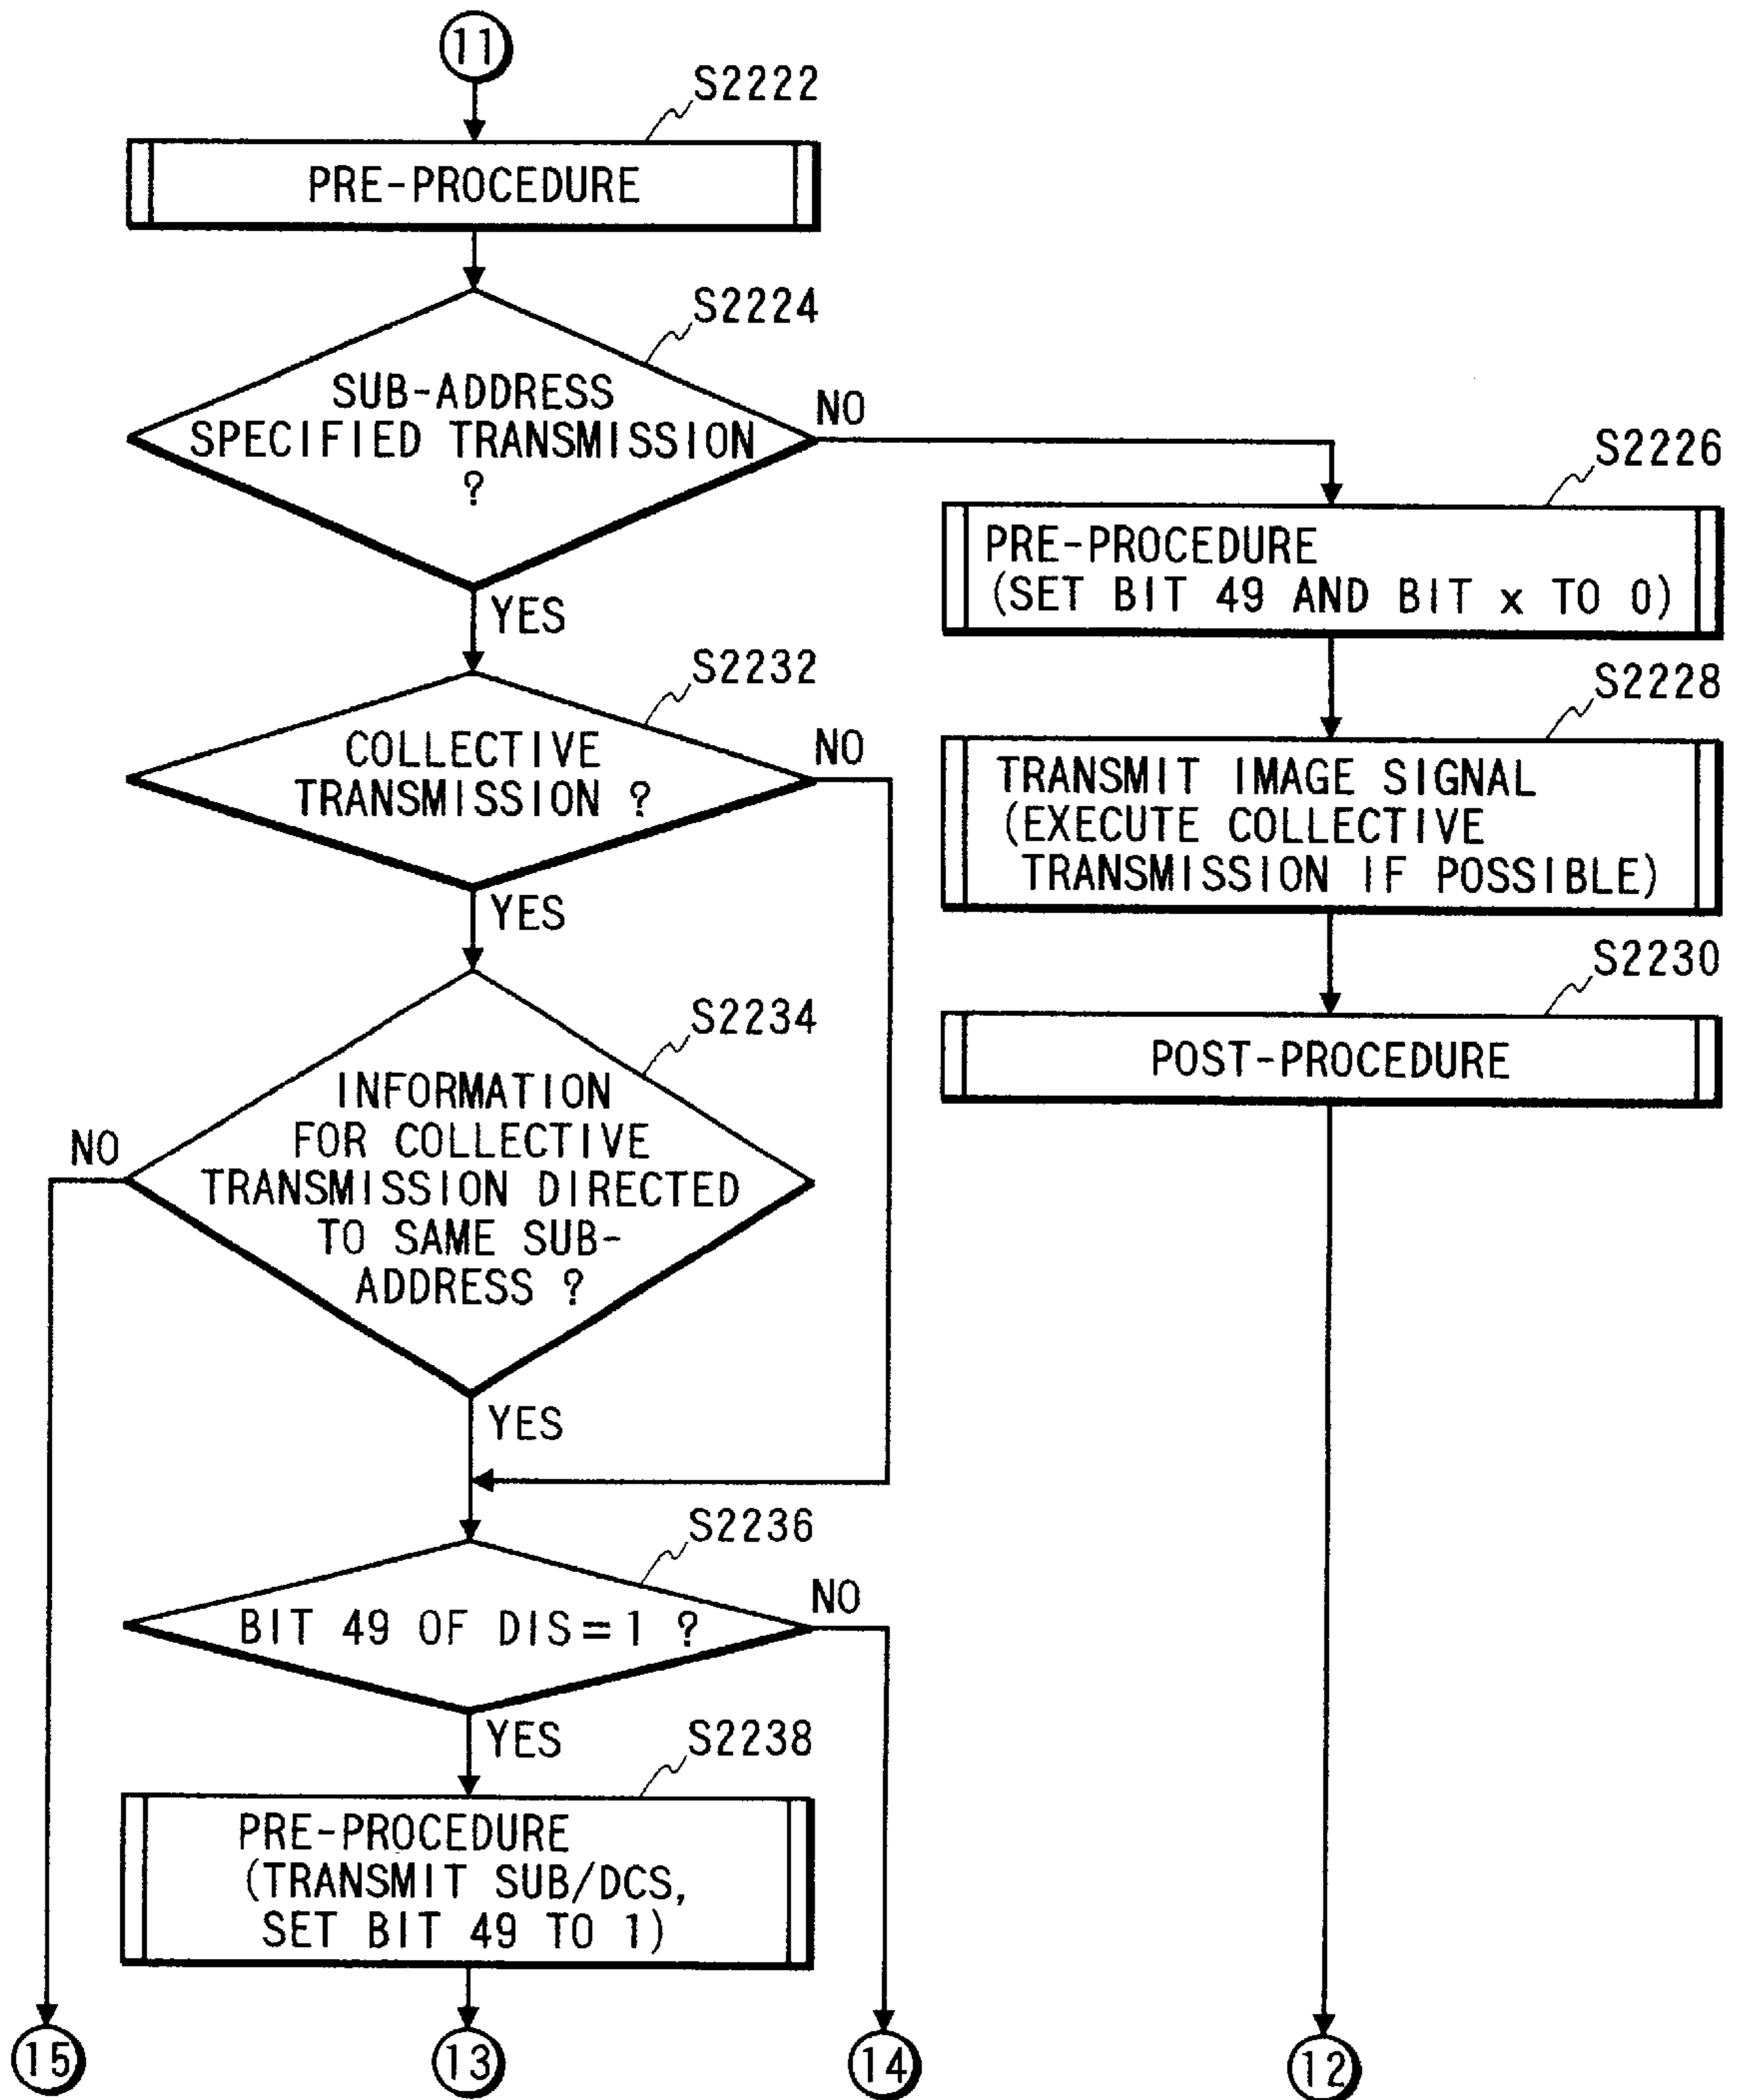 11
S2222
PRE-PROCEDURE
S2224
SUB-ADDRESS
SPECIFIED TRANSMISSION
?
NO
YES
S2226
PRE-PROCEDURE
(SET BIT 49 AND BIT x TO 0)
S2228
TRANSMIT IMAGE SIGNAL
(EXECUTE COLLECTIVE
TRANSMISSION IF POSSIBLE)
S2230
POST-PROCEDURE
S2232
COLLECTIVE
TRANSMISSION ?
NO
YES
S2234
INFORMATION
FOR COLLECTIVE
TRANSMISSION DIRECTED
TO SAME SUB-
ADDRESS ?
NO
YES
S2236
BIT 49 OF DIS=1 ?
NO
YES
S2238
PRE-PROCEDURE
(TRANSMIT SUB/DCS,
SET BIT 49 TO 1)
15
13
14
12